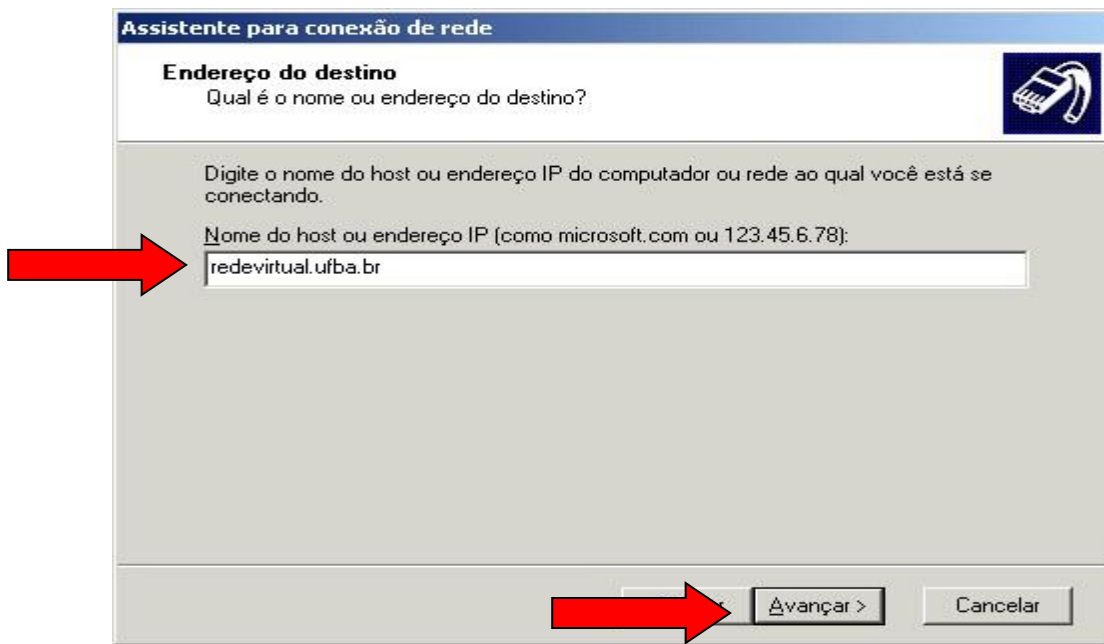 Assistente para conexão de rede
Endereço do destino
Qual é o nome ou endereço do destino?
Digite o nome do host ou endereço IP do computador ou rede ao qual você está se
conectando.
Nome do host ou endereço IP (como microsoft.com ou 123.45.6.78):
redevirtual.ufba.br
Avançar > Cancelar